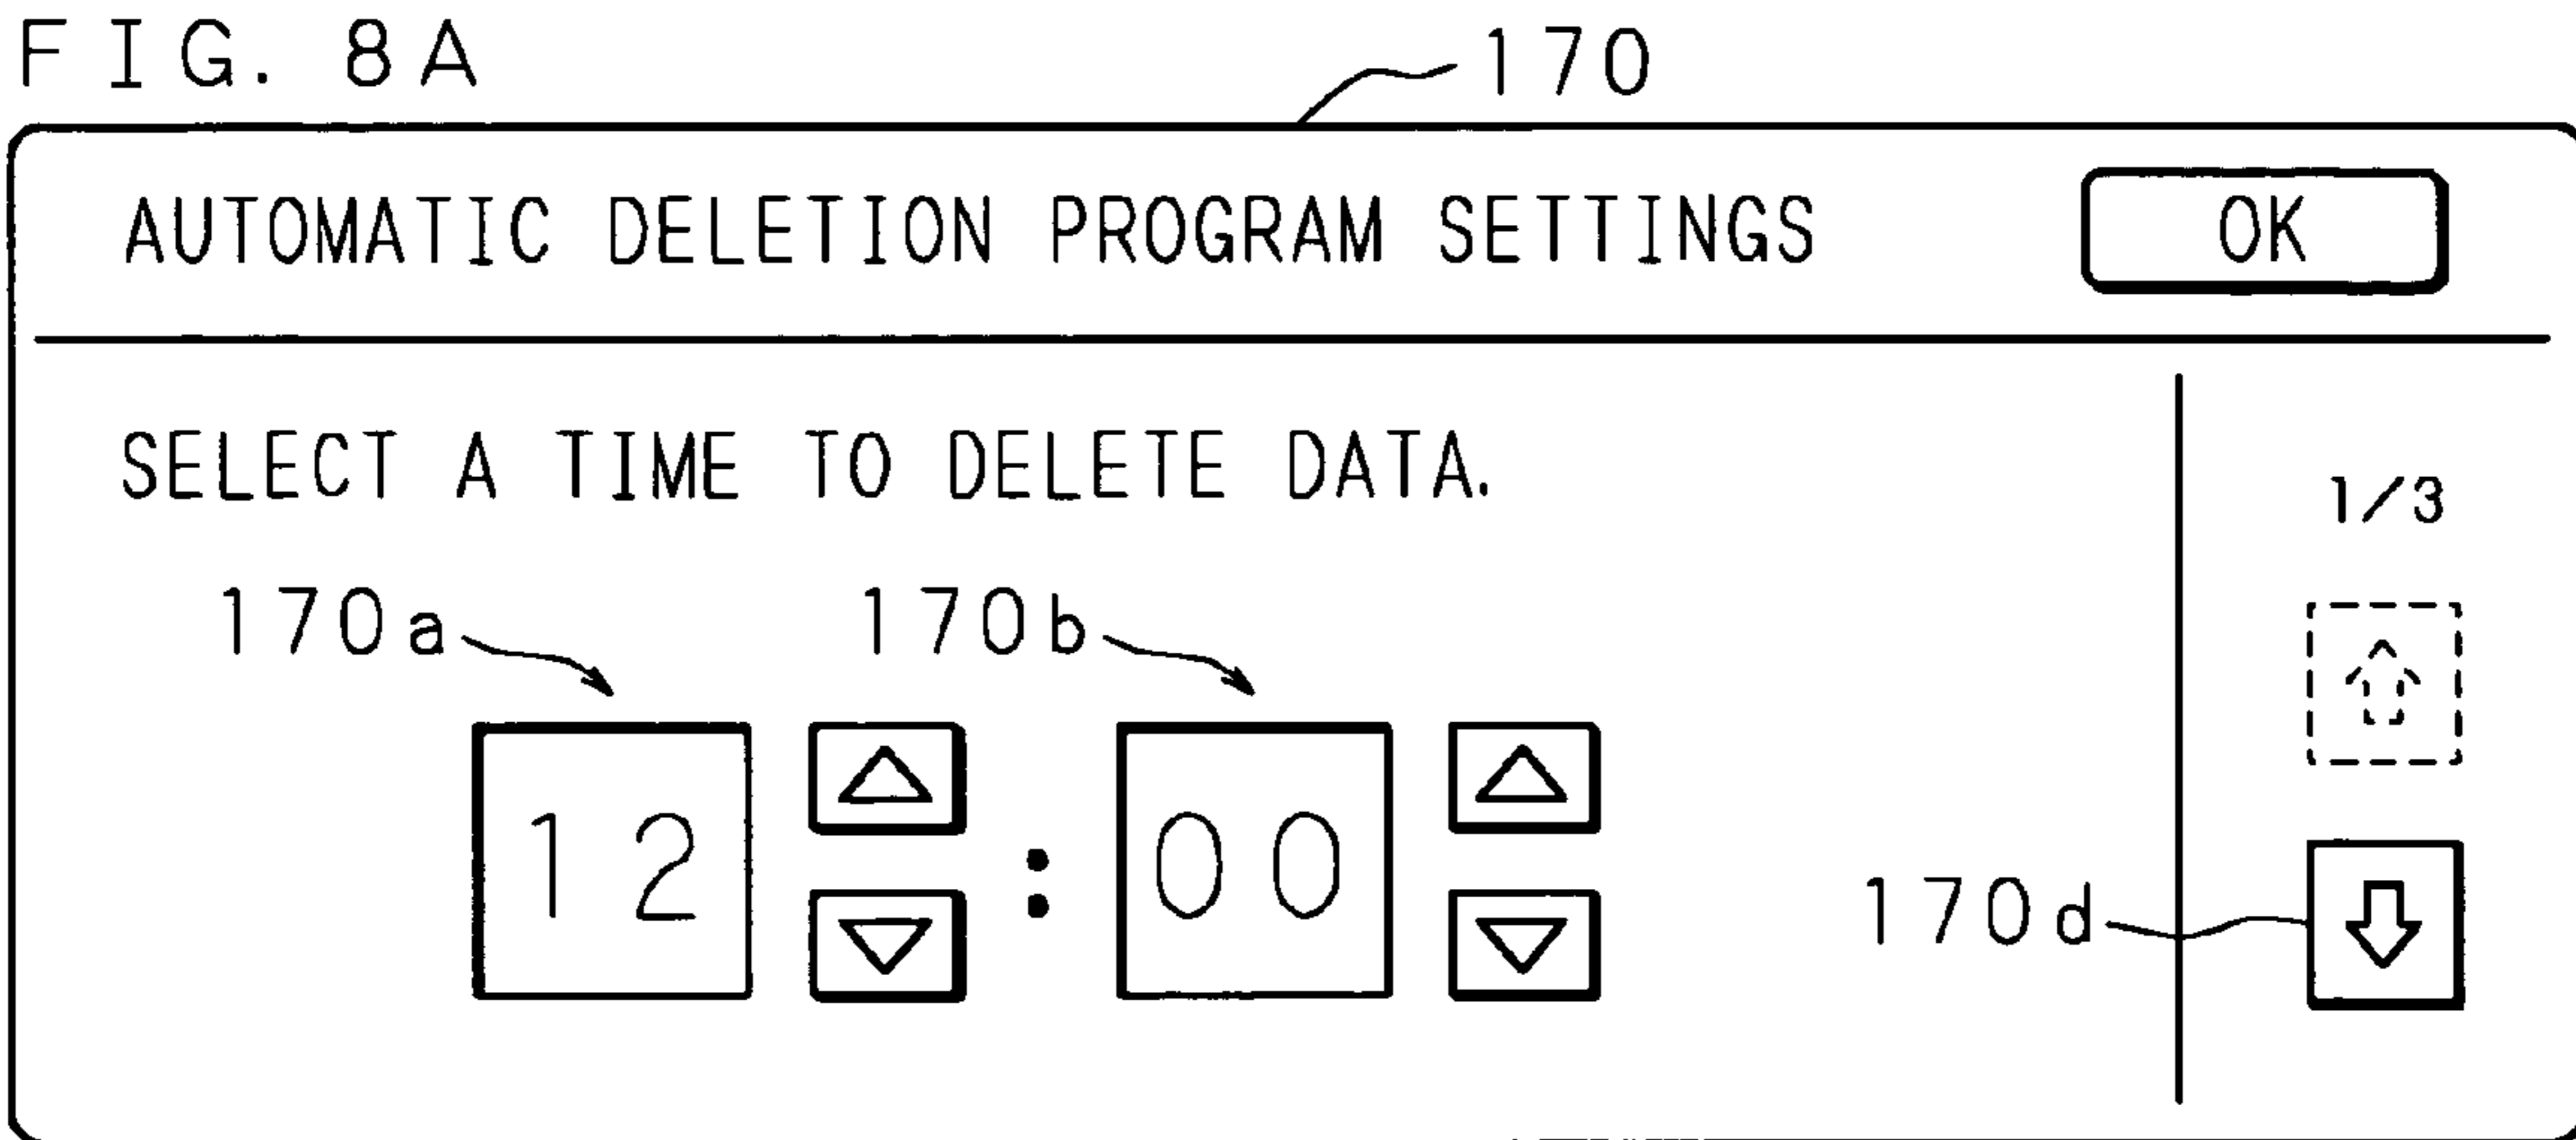 FIG. 8A
170
AUTOMATIC DELETION PROGRAM SETTINGS OK
SELECT A TIME TO DELETE DATA.
1/3
170a 170b
12 : 00
170d